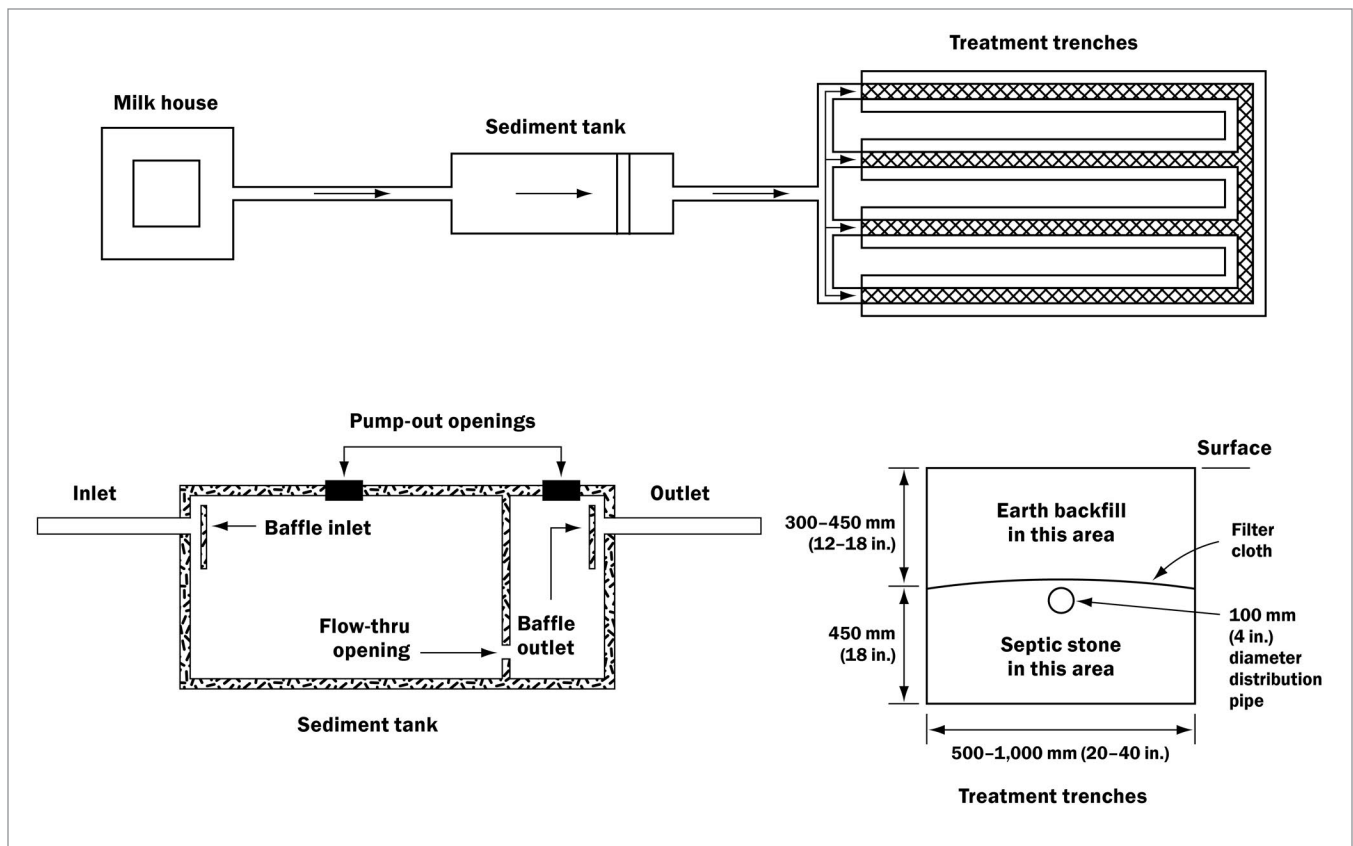 Treatment trenches
Milk house
Sediment tank
Pump-out openings
Inlet
Outlet
Baffle inlet
Flow-thru
opening
Baffle
outlet
Sediment tank
Surface
300–450 mm
(12–18 in.)
Earth backfill
in this area
Filter
cloth
450 mm
(18 in.)
Septic stone
in this area
100 mm
(4 in.)
diameter
distribution
pipe
500–1,000 mm (20–40 in.)
Treatment trenches